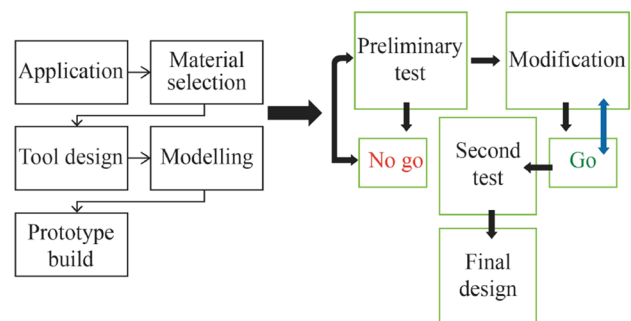 Application
Material
selection
Tool design
Modelling
Prototype
build
Preliminary
test
Modification
No go
Second
test
Go
Final
design